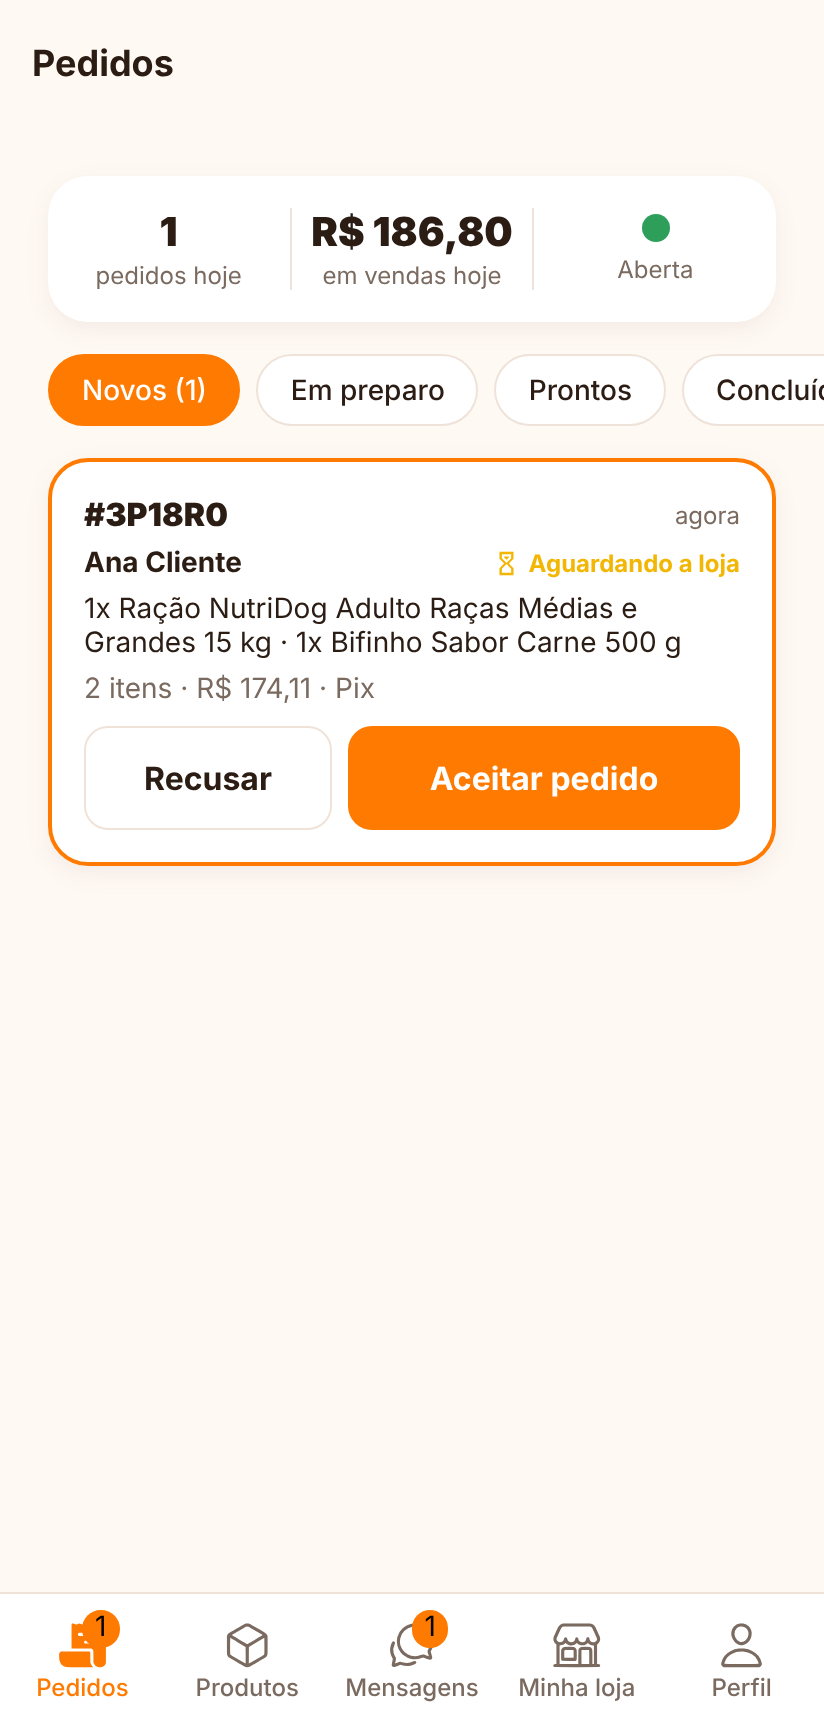 Pedidos
1
pedidos hoje
R$ 186,80
em vendas hoje
Aberta
Novos (1)
Em preparo
Prontos
Concluíd
#3P18R0
agora
Ana Cliente
Aguardando a loja
1x Ração NutriDog Adulto Raças Médias e
Grandes 15 kg · 1x Bifinho Sabor Carne 500 g
2 itens · R$ 174,11 · Pix
Recusar
Aceitar pedido
1
Pedidos
Produtos
1
Mensagens
Minha loja
Perfil